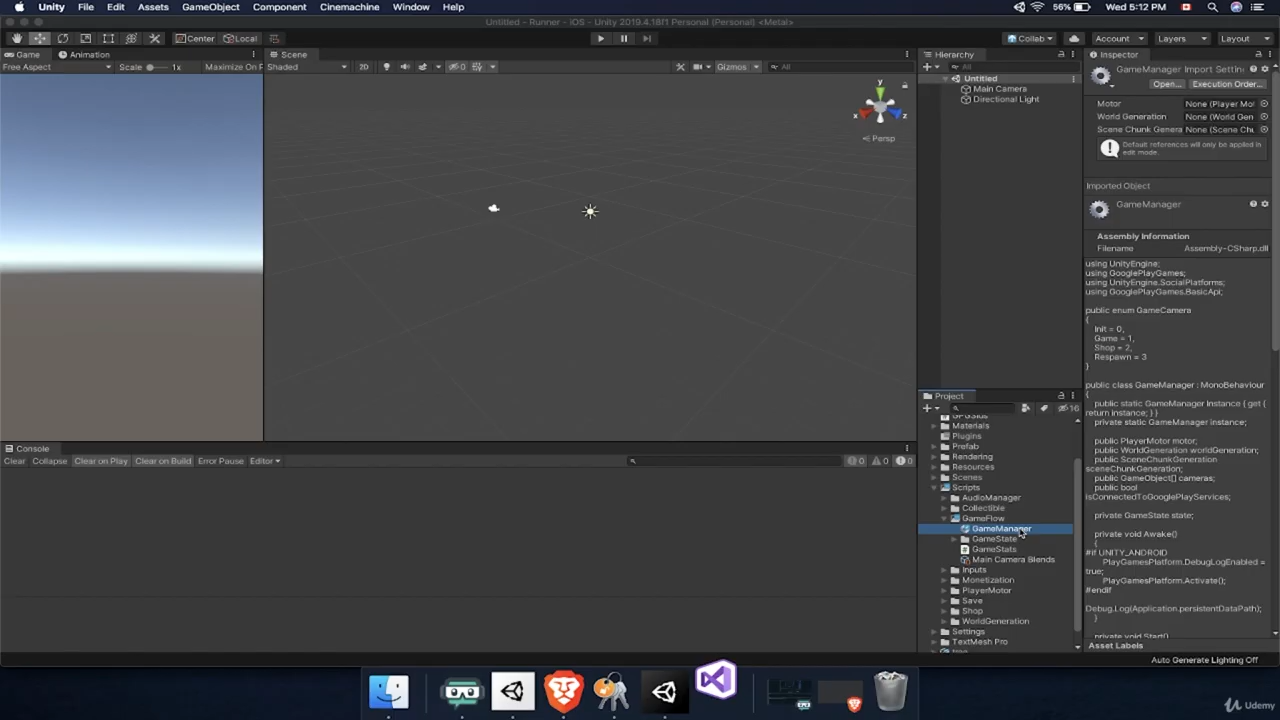 Unity File Edit Assets GameObject Component Cinemachine Window Help 56% Wed 5:12 PM
Untitled - Runner - iOS - Unity 2019.4.18f1 Personal (Personal) <Metal>
Center Local Collab Account Layers Layout
Game Animation
Free Aspect Scale 1x Maximize On P
Scene
Shaded 2D 0 Gizmos All
y
x
z
Persp
Hierarchy
All
Untitled
Main Camera
Directional Light
Project
16
Materials
Plugins
Prefab
Rendering
Resources
Scenes
Scripts
AudioManager
Collectible
GameFlow
GameManager
GameState
GameStats
Main Camera Blends
Inputs
Monetization
PlayerMotor
Save
Shop
WorldGeneration
Settings
TextMesh Pro
Console
Clear Collapse Clear on Play Clear on Build Error Pause Editor 0 0 0
Inspector
GameManager Import Settin
Open... Execution Order...
Motor None (Player Mot
World Generation None (World Gen
Scene Chunk Genera None (Scene Chu
Default references will only be applied in
edit mode.
Imported Object
GameManager
Assembly Information
Filename Assembly-CSharp.dll
using UnityEngine;
using GooglePlayGames;
using UnityEngine.SocialPlatforms;
using GooglePlayGames.BasicApi;
public enum GameCamera
{
Init = 0,
Game = 1,
Shop = 2,
Respawn = 3
}
public class GameManager : MonoBehaviour
public static GameManager Instance { get {
return instance; } }
private static GameManager instance;
public PlayerMotor motor;
public WorldGeneration worldGeneration;
public SceneChunkGeneration
sceneChunkGeneration;
public GameObject[] cameras;
public bool
isConnectedToGooglePlayServices;
private GameState state;
private void Awake()
{
#if UNITY_ANDROID
PlayGamesPlatform.DebugLogEnabled =
true;
PlayGamesPlatform.Activate();
#endif
Debug.Log(Application.persistentDataPath);
}
private void Start()
Asset Labels
Auto Generate Lighting Off
Udemy